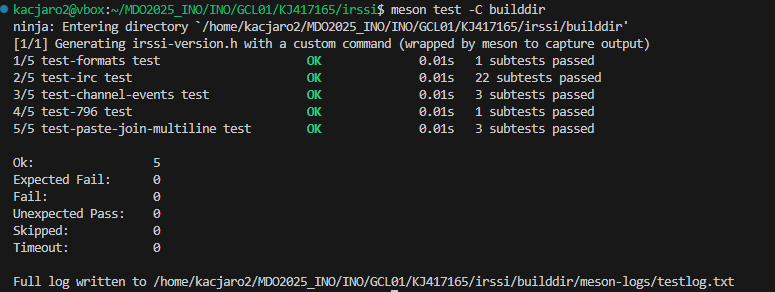 kacjaro2@vbox:~/MDO2025_INO/INO/GCL01/KJ417165/irssi$ meson test -C builddir
ninja: Entering directory `/home/kacjaro2/MDO2025_INO/INO/GCL01/KJ417165/irssi/builddir'
[1/1] Generating irssi-version.h with a custom command (wrapped by meson to capture output)
1/5 test-formats test                   OK              0.01s   1 subtests passed
2/5 test-irc test                       OK              0.01s   22 subtests passed
3/5 test-channel-events test            OK              0.01s   3 subtests passed
4/5 test-796 test                       OK              0.01s   1 subtests passed
5/5 test-paste-join-multiline test      OK              0.01s   3 subtests passed
Ok:                 5
Expected Fail:      0
Fail:               0
Unexpected Pass:    0
Skipped:            0
Timeout:            0
Full log written to /home/kacjaro2/MDO2025_INO/INO/GCL01/KJ417165/irssi/builddir/meson-logs/testlog.txt